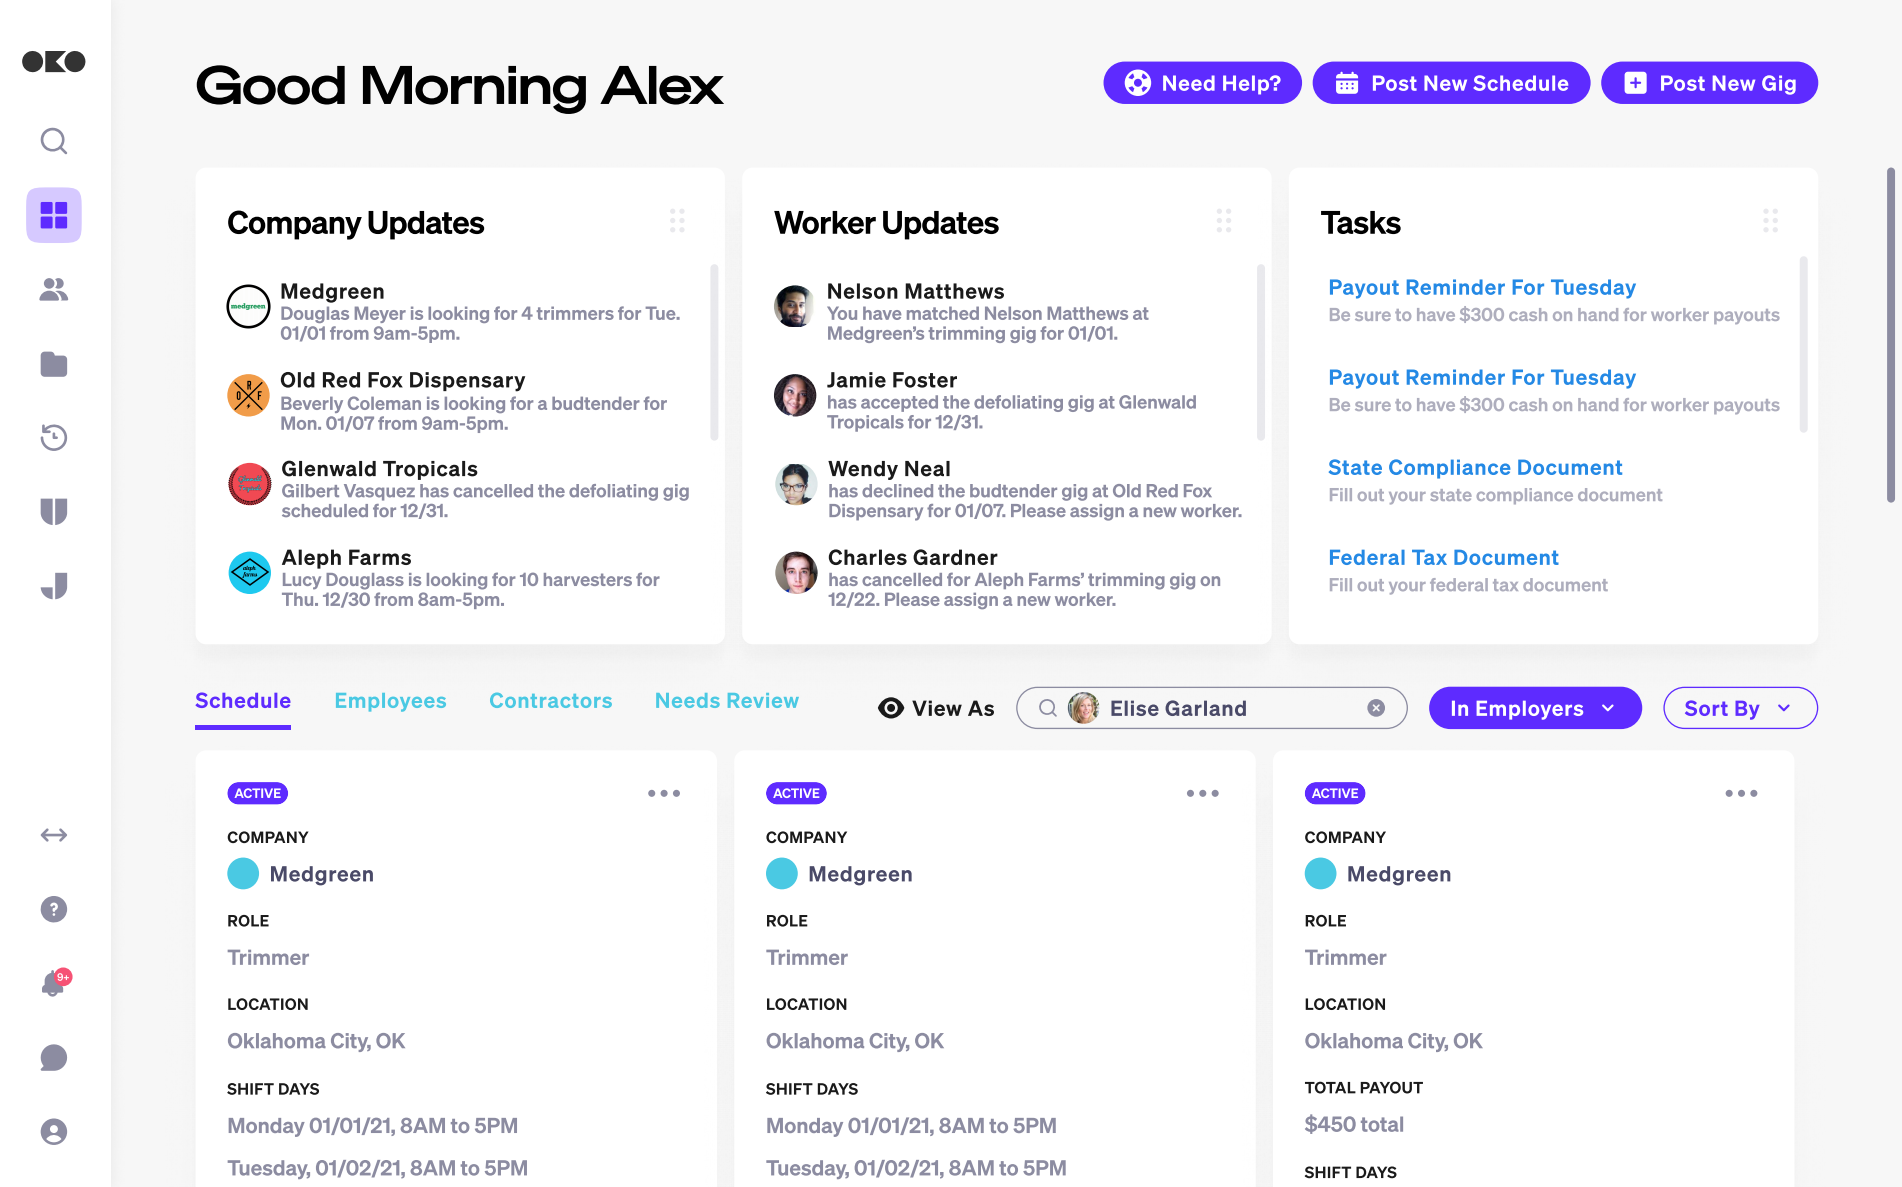 OKO
Good Morning Alex
Need Help?
Post New Schedule
Post New Gig
Company Updates
medgreen
Medgreen
Douglas Meyer is looking for 4 trimmers for Tue.
01/01 from 9am-5pm.
R
O F
Old Red Fox Dispensary
Beverly Coleman is looking for a budtender for
Mon. 01/07 from 9am-5pm.
Glenwald Tropicals
Gilbert Vasquez has cancelled the defoliating gig
scheduled for 12/31.
aleph
farms
Aleph Farms
Lucy Douglass is looking for 10 harvesters for
Thu. 12/30 from 8am-5pm.
Worker Updates
Nelson Matthews
You have matched Nelson Matthews at
Medgreen’s trimming gig for 01/01.
Jamie Foster
has accepted the defoliating gig at Glenwald
Tropicals for 12/31.
Wendy Neal
has declined the budtender gig at Old Red Fox
Dispensary for 01/07. Please assign a new worker.
Charles Gardner
has cancelled for Aleph Farms’ trimming gig on
12/22. Please assign a new worker.
Tasks
Payout Reminder For Tuesday
Be sure to have $300 cash on hand for worker payouts
Payout Reminder For Tuesday
Be sure to have $300 cash on hand for worker payouts
State Compliance Document
Fill out your state compliance document
Federal Tax Document
Fill out your federal tax document
Schedule
Employees
Contractors
Needs Review
View As
Elise Garland
In Employers
Sort By
ACTIVE
COMPANY
Medgreen
ROLE
Trimmer
LOCATION
Oklahoma City, OK
SHIFT DAYS
Monday 01/01/21, 8AM to 5PM
Tuesday, 01/02/21, 8AM to 5PM
ACTIVE
COMPANY
Medgreen
ROLE
Trimmer
LOCATION
Oklahoma City, OK
SHIFT DAYS
Monday 01/01/21, 8AM to 5PM
Tuesday, 01/02/21, 8AM to 5PM
ACTIVE
COMPANY
Medgreen
ROLE
Trimmer
LOCATION
Oklahoma City, OK
TOTAL PAYOUT
$450 total
SHIFT DAYS
?
9+